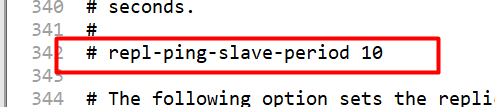 340 # seconds.
341 #
342 # repl-ping-slave-period 10
343
344 # The following option sets the repli